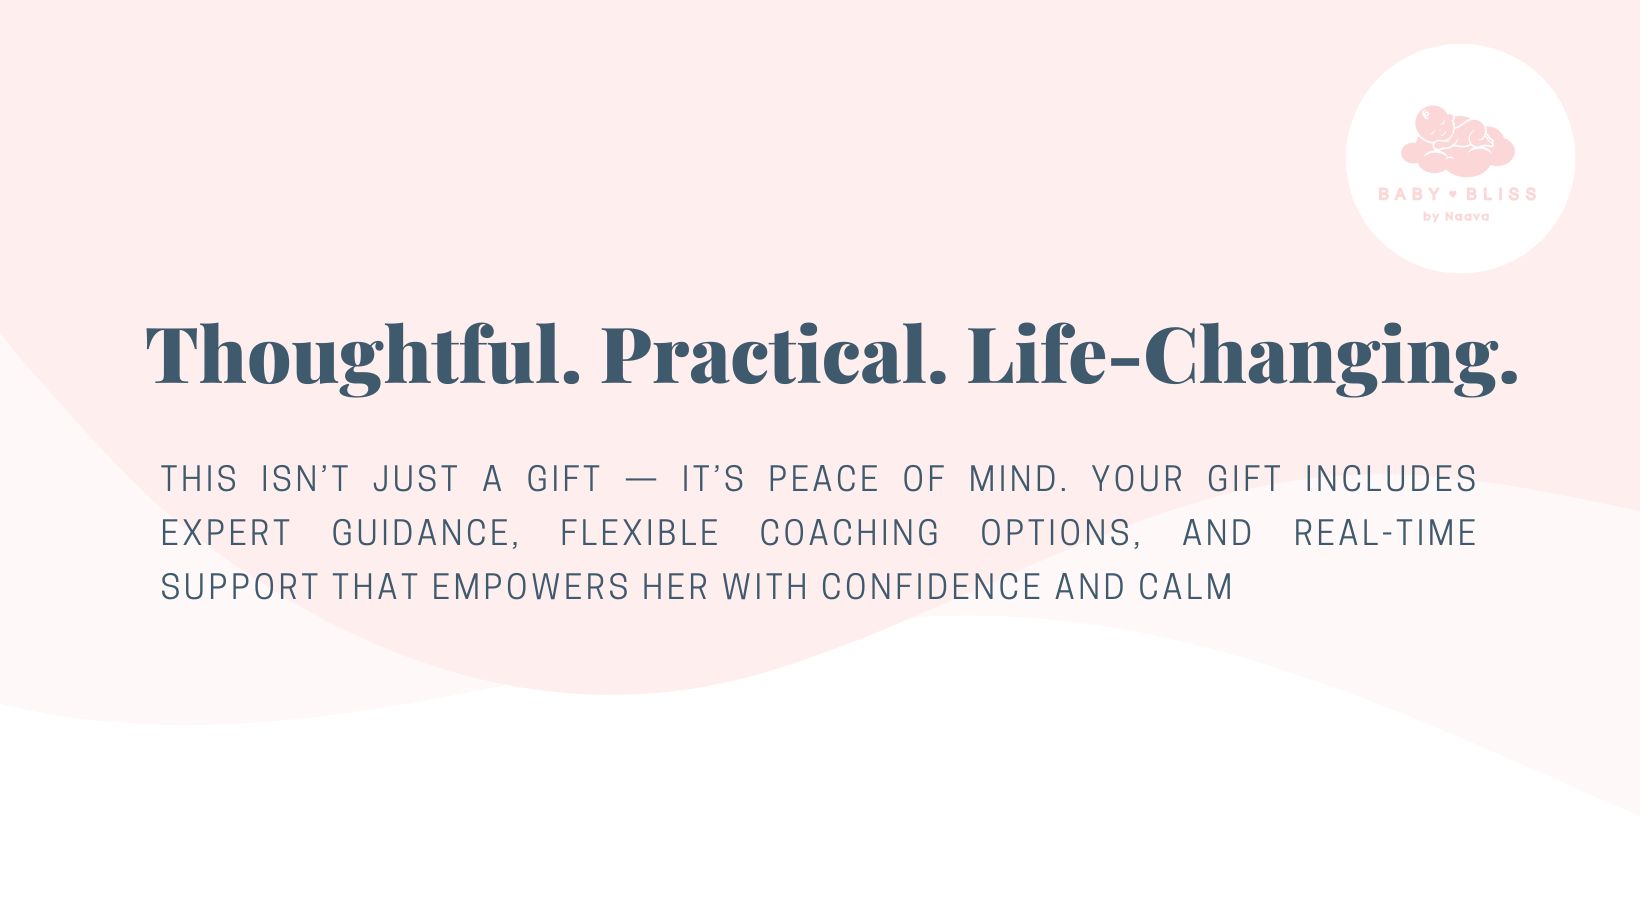 BABY ♥ BLISS
by Naava
Thoughtful. Practical. Life-Changing.
THIS ISN’T JUST A GIFT — IT’S PEACE OF MIND. YOUR GIFT INCLUDES
EXPERT GUIDANCE, FLEXIBLE COACHING OPTIONS, AND REAL-TIME
SUPPORT THAT EMPOWERS HER WITH CONFIDENCE AND CALM